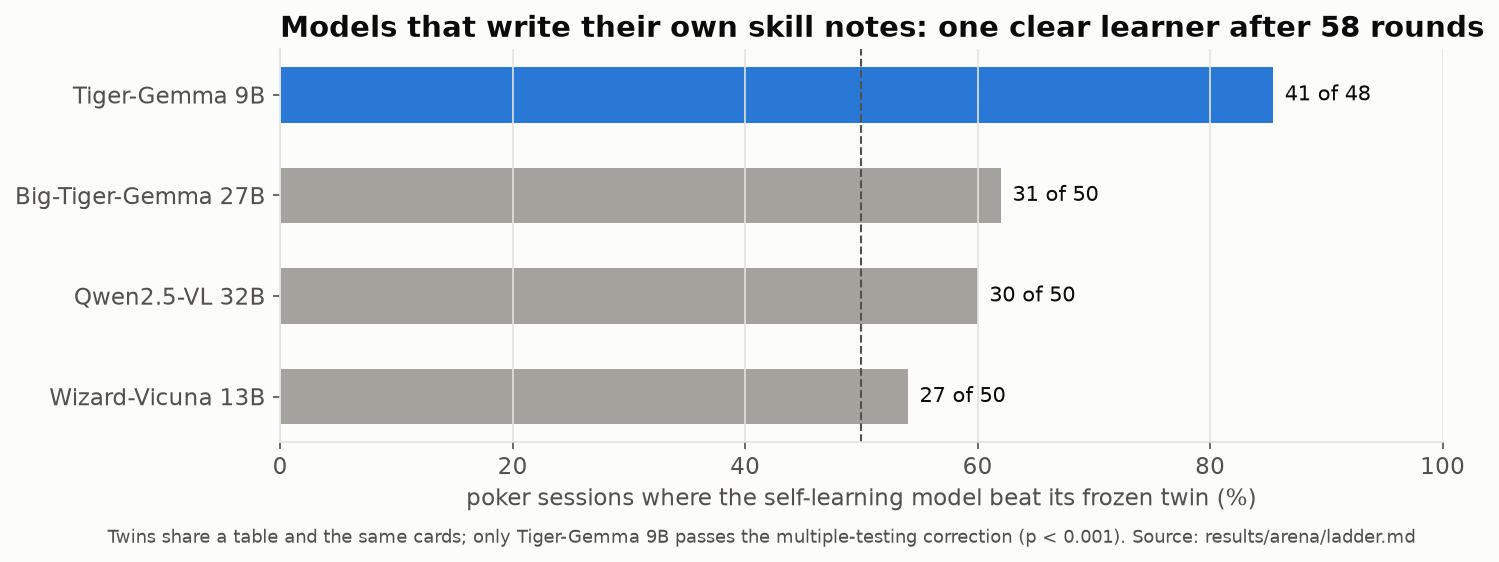 Models that write their own skill notes: one clear learner after 58 rounds
Tiger-Gemma 9B
41 of 48
Big-Tiger-Gemma 27B
31 of 50
Qwen2.5-VL 32B
30 of 50
Wizard-Vicuna 13B
27 of 50
0 20 40 60 80 100
poker sessions where the self-learning model beat its frozen twin (%)
Twins share a table and the same cards; only Tiger-Gemma 9B passes the multiple-testing correction (p < 0.001). Source: results/arena/ladder.md